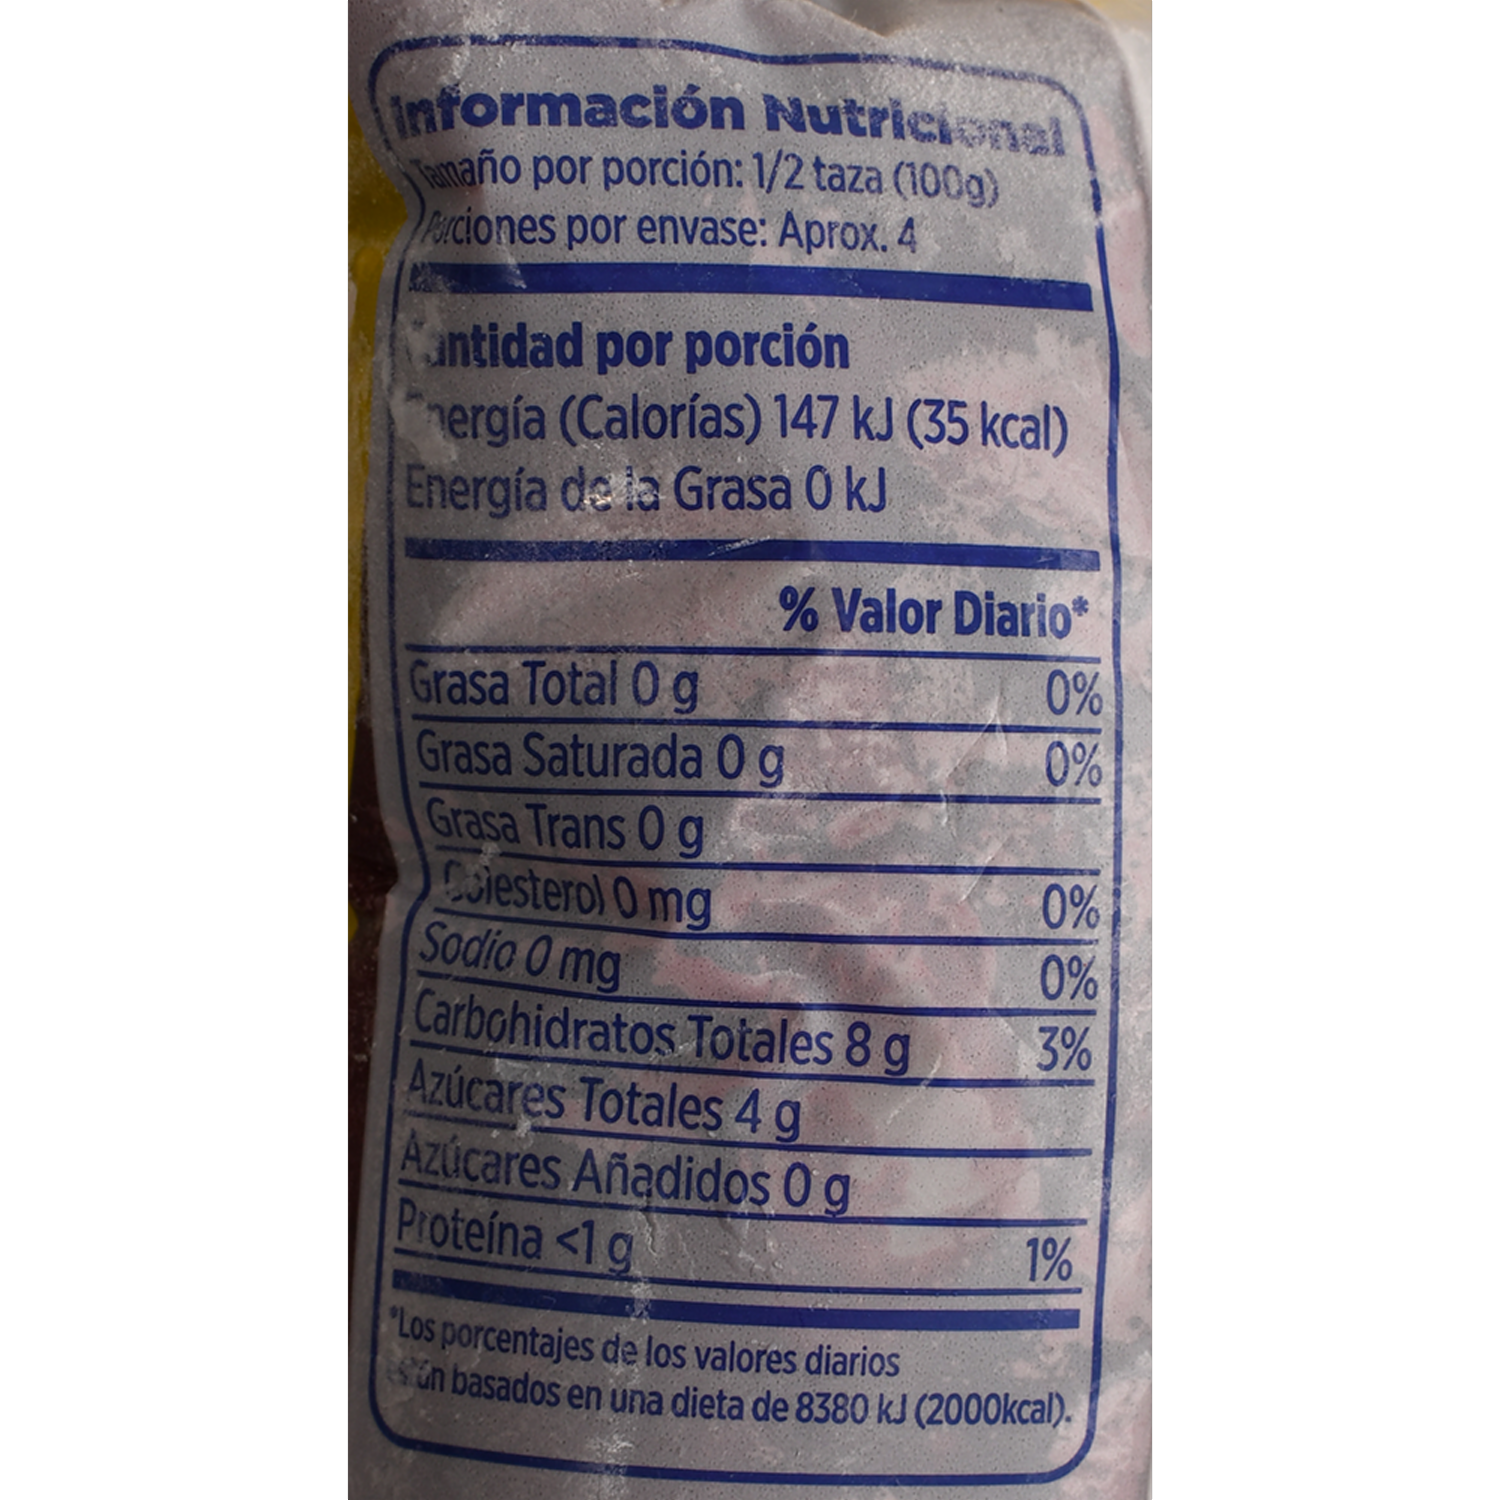 Información Nutricional
Tamaño por porción: 1/2 taza (100g)
Porciones por envase: Aprox. 4
Cantidad por porción
Energía (Calorías) 147 kJ (35 kcal)
Energía de la Grasa 0 kJ
% Valor Diario*
Grasa Total 0 g 0%
Grasa Saturada 0 g 0%
Grasa Trans 0 g
Colesterol 0 mg 0%
Sodio 0 mg 0%
Carbohidratos Totales 8 g 3%
Azúcares Totales 4 g
Azúcares Añadidos 0 g
Proteína <1 g 1%
*Los porcentajes de los valores diarios
están basados en una dieta de 8380 kJ (2000kcal).